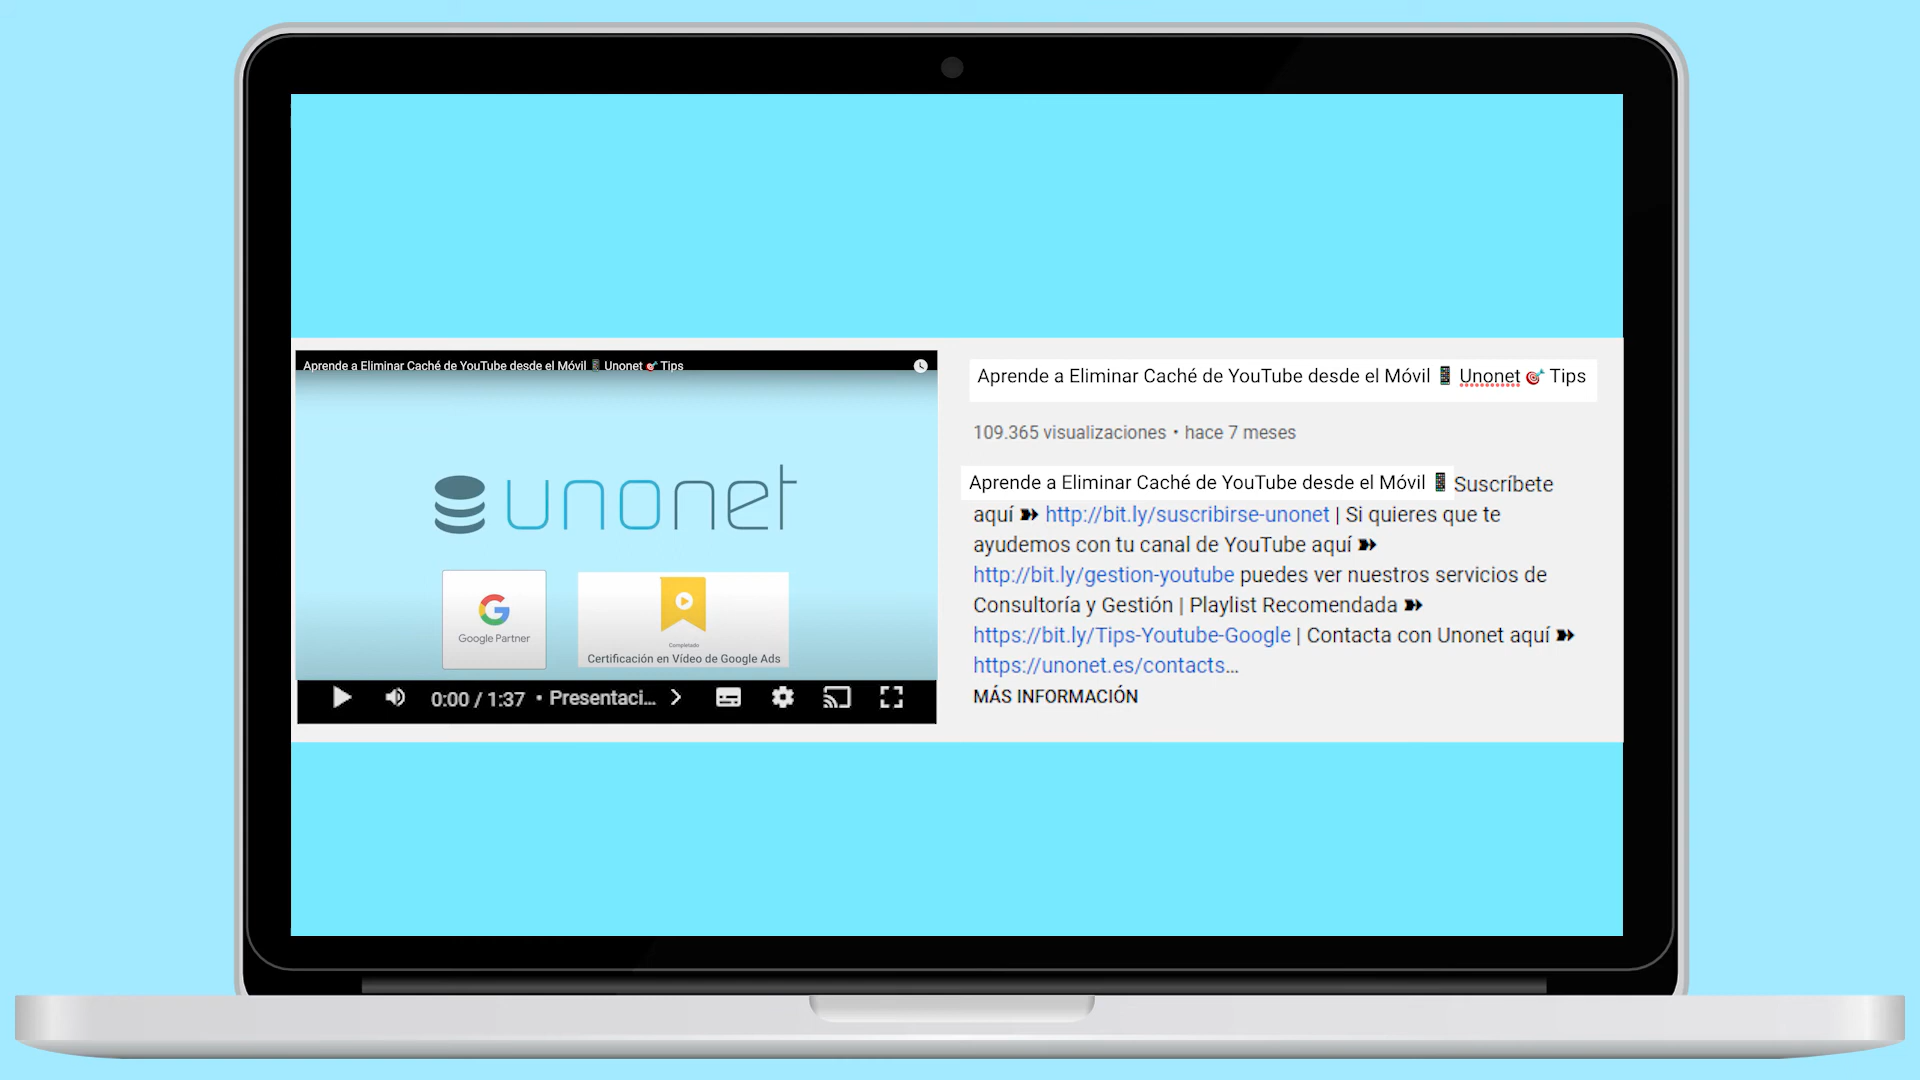 Aprende a Eliminar Caché de YouTube desde el Móvil 📱 Unonet 🎯 Tips
unonet
Google Partner
Completado
Certificación en Vídeo de Google Ads
0:00 / 1:37 • Presentaci...
Aprende a Eliminar Caché de YouTube desde el Móvil 📱 Unonet 🎯 Tips
109.365 visualizaciones • hace 7 meses
Aprende a Eliminar Caché de YouTube desde el Móvil 📱 Suscríbete
aquí ➽ http://bit.ly/suscribirse-unonet | Si quieres que te
ayudemos con tu canal de YouTube aquí ➽
http://bit.ly/gestion-youtube puedes ver nuestros servicios de
Consultoría y Gestión | Playlist Recomendada ➽
https://bit.ly/Tips-Youtube-Google | Contacta con Unonet aquí ➽
https://unonet.es/contacts...
MÁS INFORMACIÓN